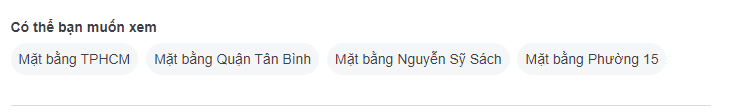 Có thể bạn muốn xem
Mặt bằng TPHCM Mặt bằng Quận Tân Bình Mặt bằng Nguyễn Sỹ Sách Mặt bằng Phường 15